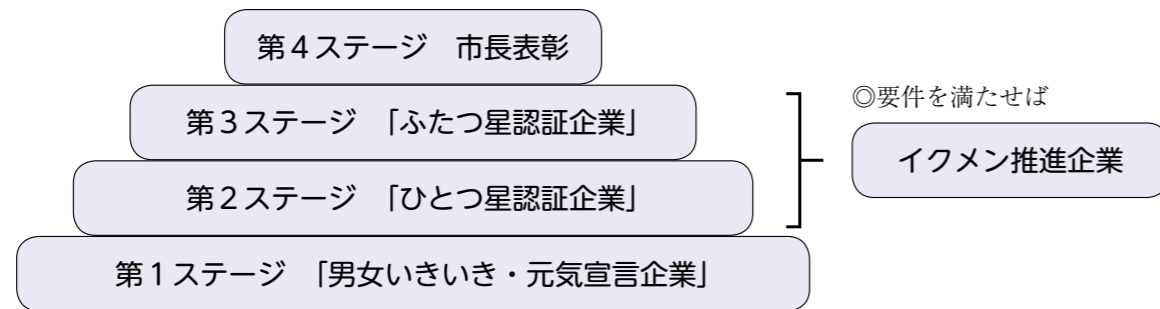 第4ステージ　市長表彰
第3ステージ　「ふたつ星認証企業」
第2ステージ　「ひとつ星認証企業」
第1ステージ　「男女いきいき・元気宣言企業」
◎要件を満たせば
イクメン推進企業